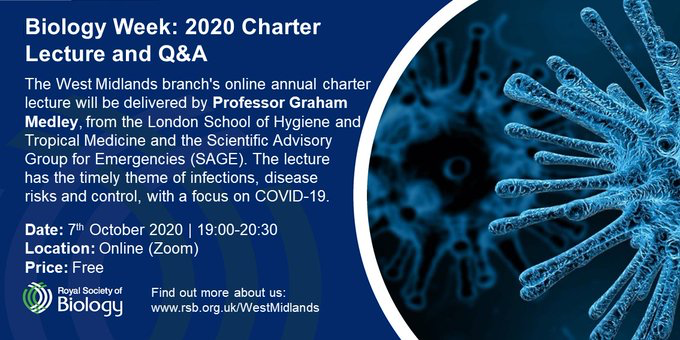 Biology Week: 2020 Charter
Lecture and Q&A
The West Midlands branch's online annual charter
lecture will be delivered by Professor Graham
Medley, from the London School of Hygiene and
Tropical Medicine and the Scientific Advisory
Group for Emergencies (SAGE). The lecture
has the timely theme of infections, disease
risks and control, with a focus on COVID-19.
Date: 7th October 2020 | 19:00-20:30
Location: Online (Zoom)
Price: Free
Royal Society of
Biology
Find out more about us:
www.rsb.org.uk/WestMidlands